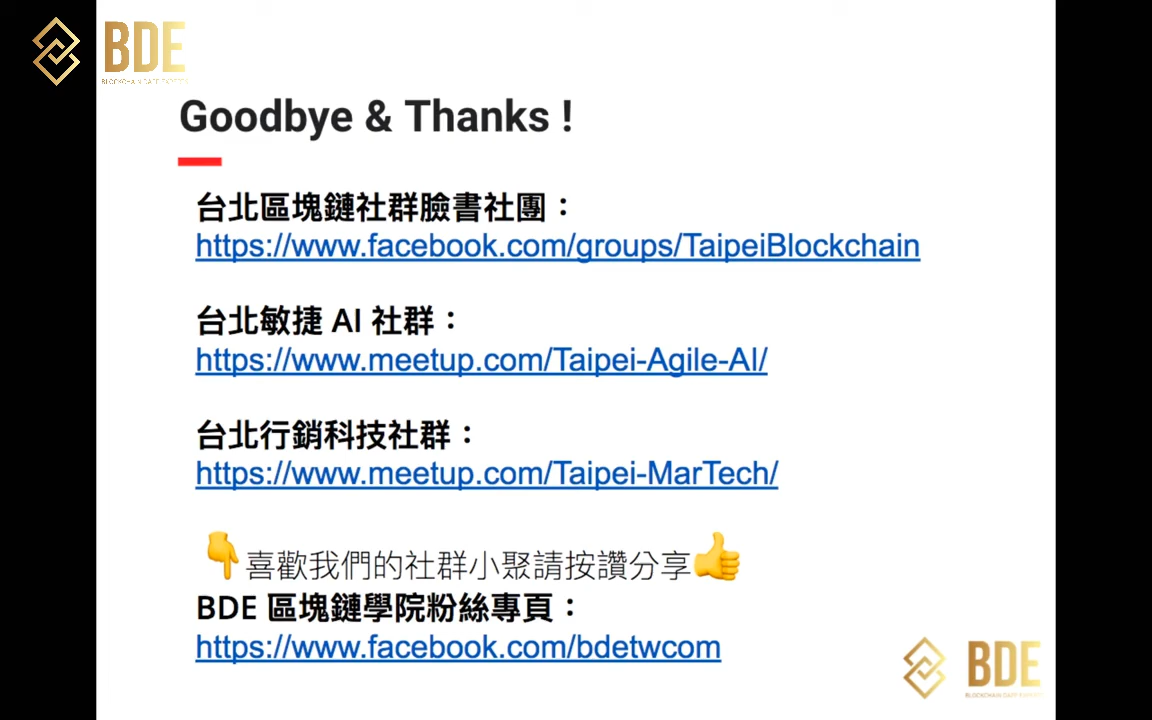 BDE
Goodbye & Thanks !
台北區塊鏈社群臉書社團：
https://www.facebook.com/groups/TaipeiBlockchain
台北敏捷 AI 社群：
https://www.meetup.com/Taipei-Agile-AI/
台北行銷科技社群：
https://www.meetup.com/Taipei-MarTech/
👇喜歡我們的社群小聚請按讚分享👍
BDE 區塊鏈學院粉絲專頁：
https://www.facebook.com/bdetwcom
BDE